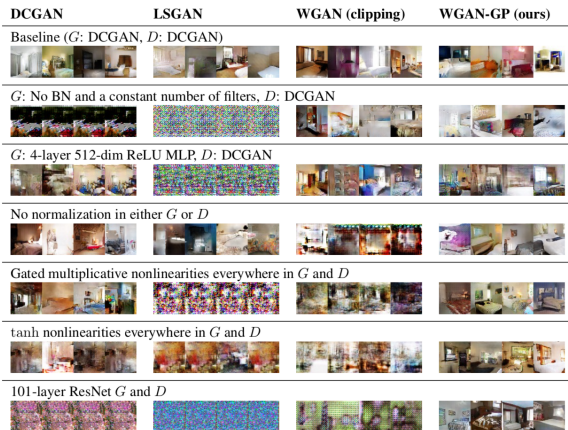 DCGAN LSGAN WGAN (clipping) WGAN-GP (ours)
Baseline (G: DCGAN, D: DCGAN)
G: No BN and a constant number of filters, D: DCGAN
G: 4-layer 512-dim ReLU MLP, D: DCGAN
No normalization in either G or D
Gated multiplicative nonlinearities everywhere in G and D
tanh nonlinearities everywhere in G and D
101-layer ResNet G and D